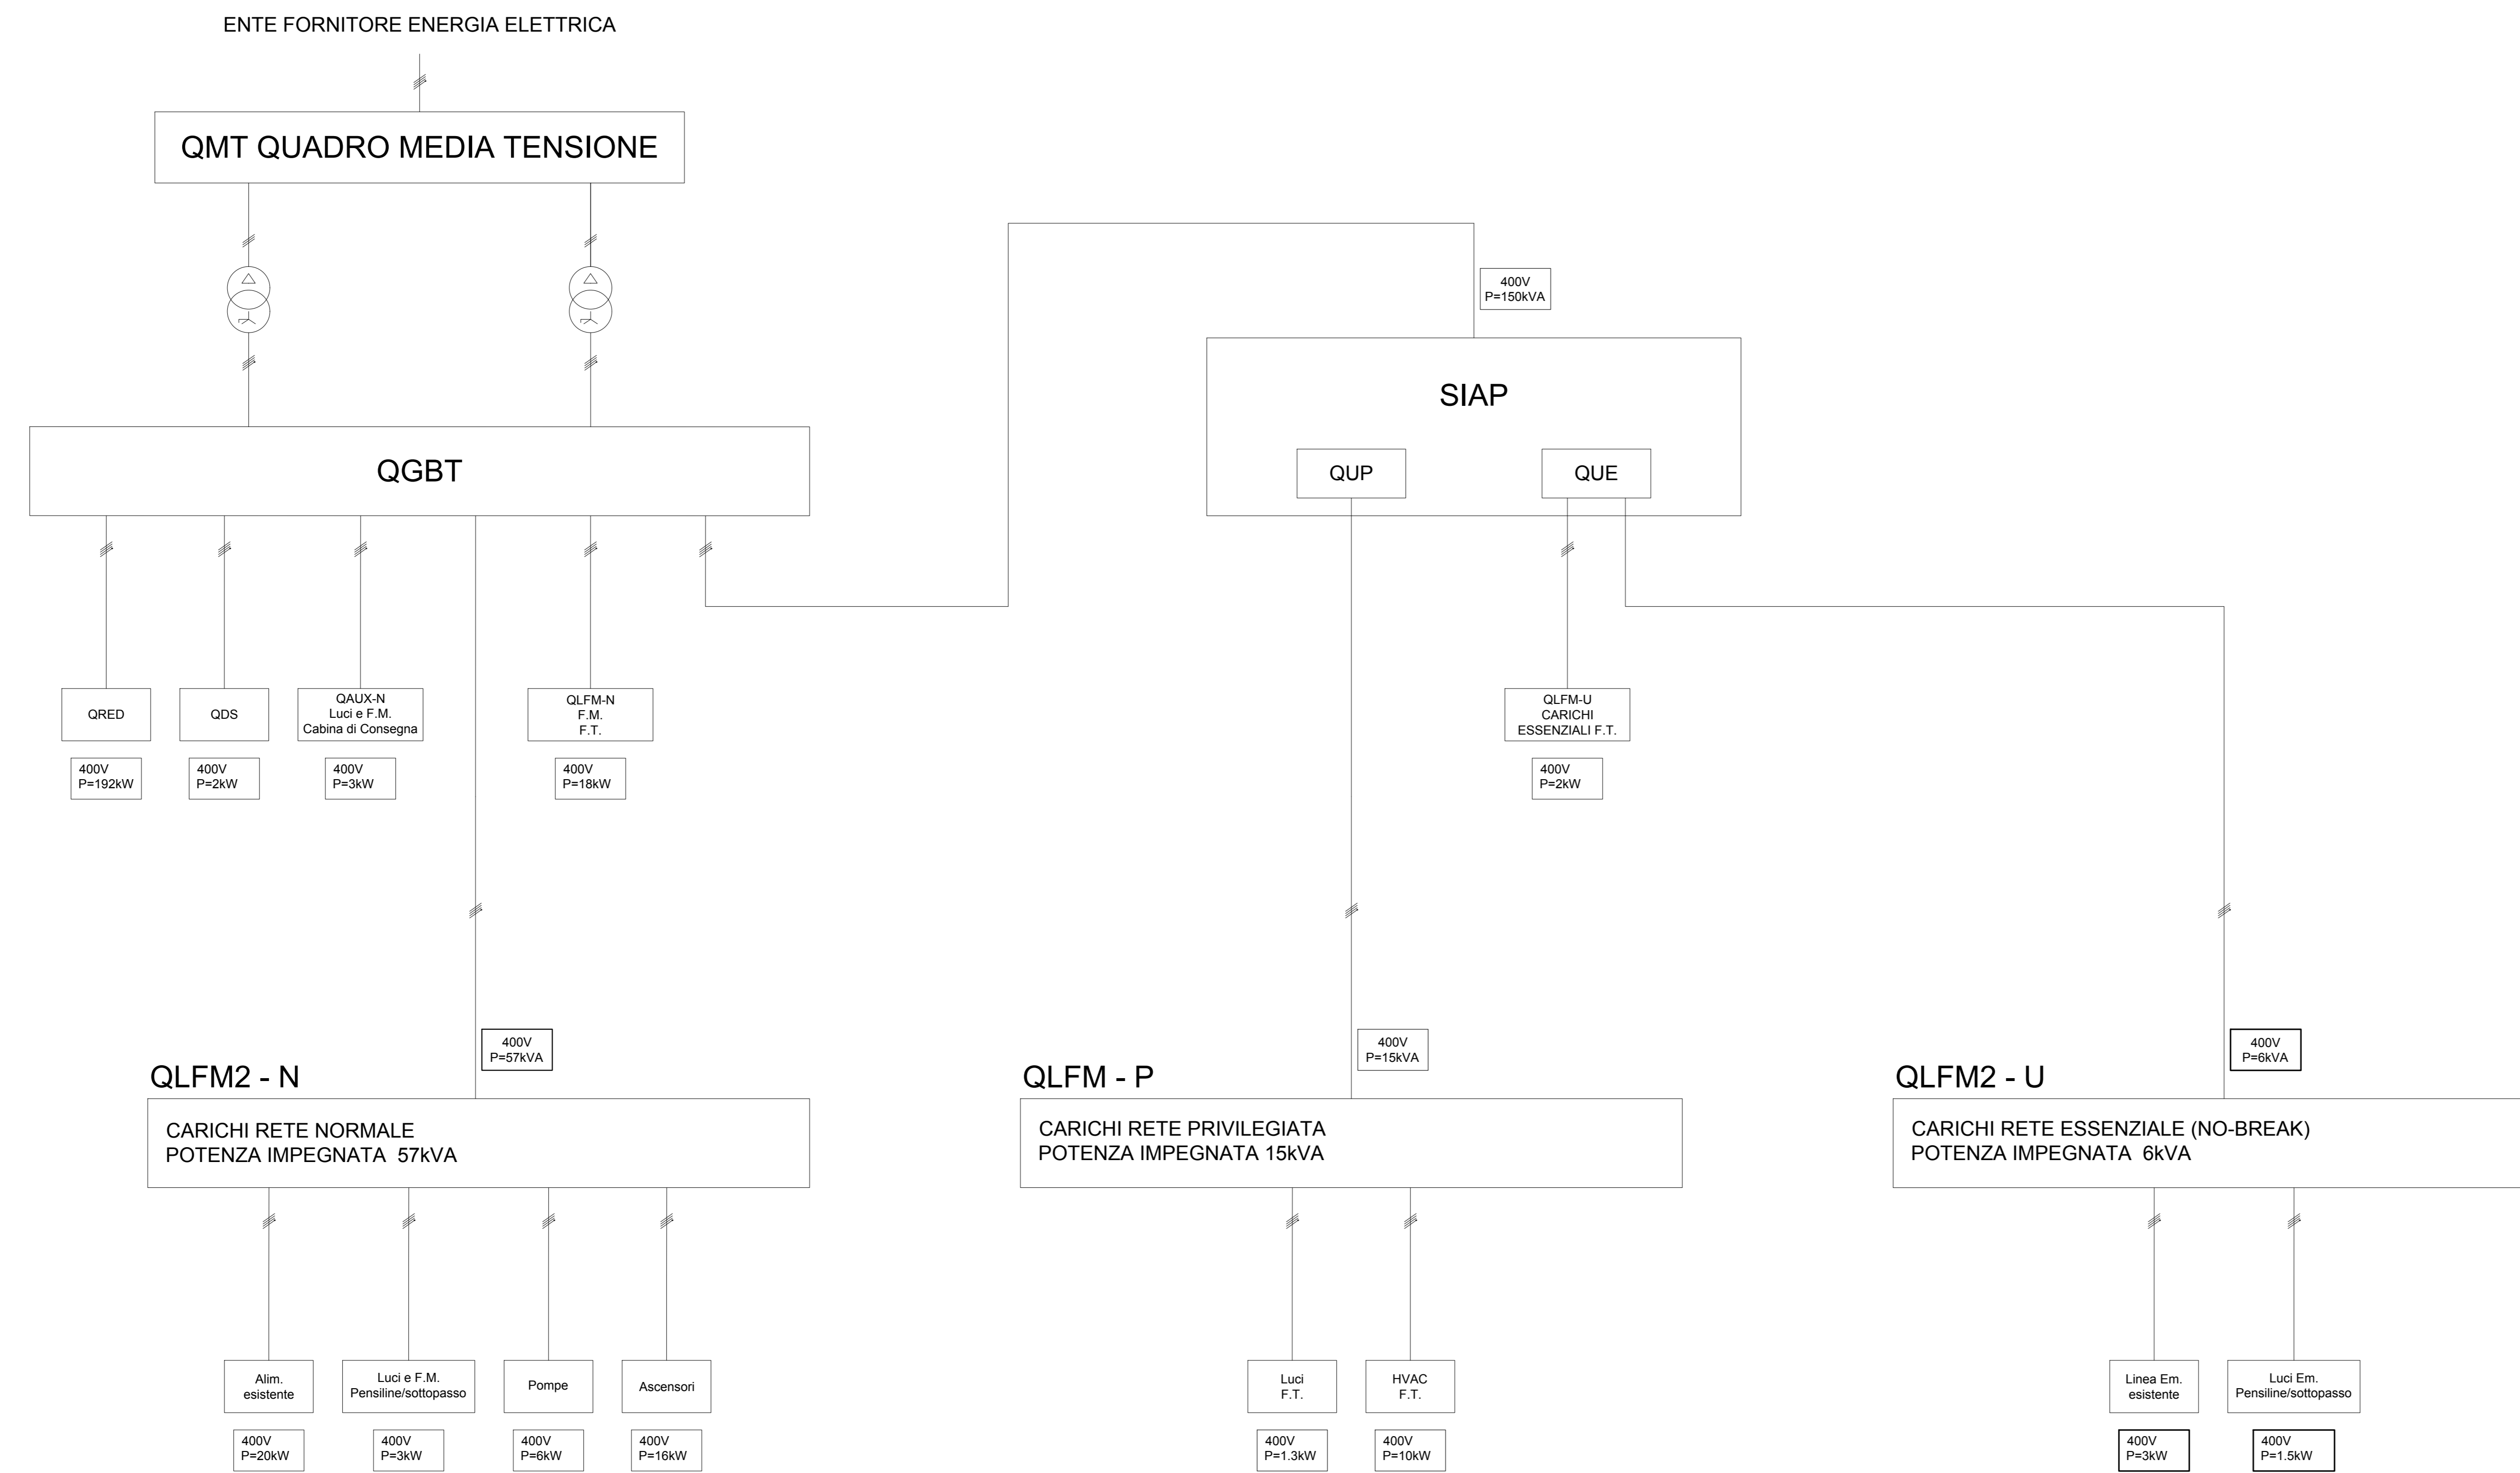 ENTE FORNITORE ENERGIA ELETTRICA
QMT QUADRO MEDIA TENSIONE
400V
P=150kVA
SIAP
QUP
QUE
QGBT
QRED
QDS
QAUX-N
Luci e F.M.
Cabina di Consegna
QLFM-N
F.M.
F.T.
QLFM-U
CARICHI
ESSENZIALI F.T.
400V
P=192kW
400V
P=2kW
400V
P=3kW
400V
P=18kW
400V
P=2kW
400V
P=57kVA
400V
P=15kVA
400V
P=6kVA
QLFM2 - N
CARICHI RETE NORMALE
POTENZA IMPEGNATA 57kVA
QLFM - P
CARICHI RETE PRIVILEGIATA
POTENZA IMPEGNATA 15kVA
QLFM2 - U
CARICHI RETE ESSENZIALE (NO-BREAK)
POTENZA IMPEGNATA 6kVA
Alim.
esistente
Luci e F.M.
Pensiline/sottopasso
Pompe
Ascensori
Luci
F.T.
HVAC
F.T.
Linea Em.
esistente
Luci Em.
Pensiline/sottopasso
400V
P=20kW
400V
P=3kW
400V
P=6kW
400V
P=16kW
400V
P=1.3kW
400V
P=10kW
400V
P=3kW
400V
P=1.5kW